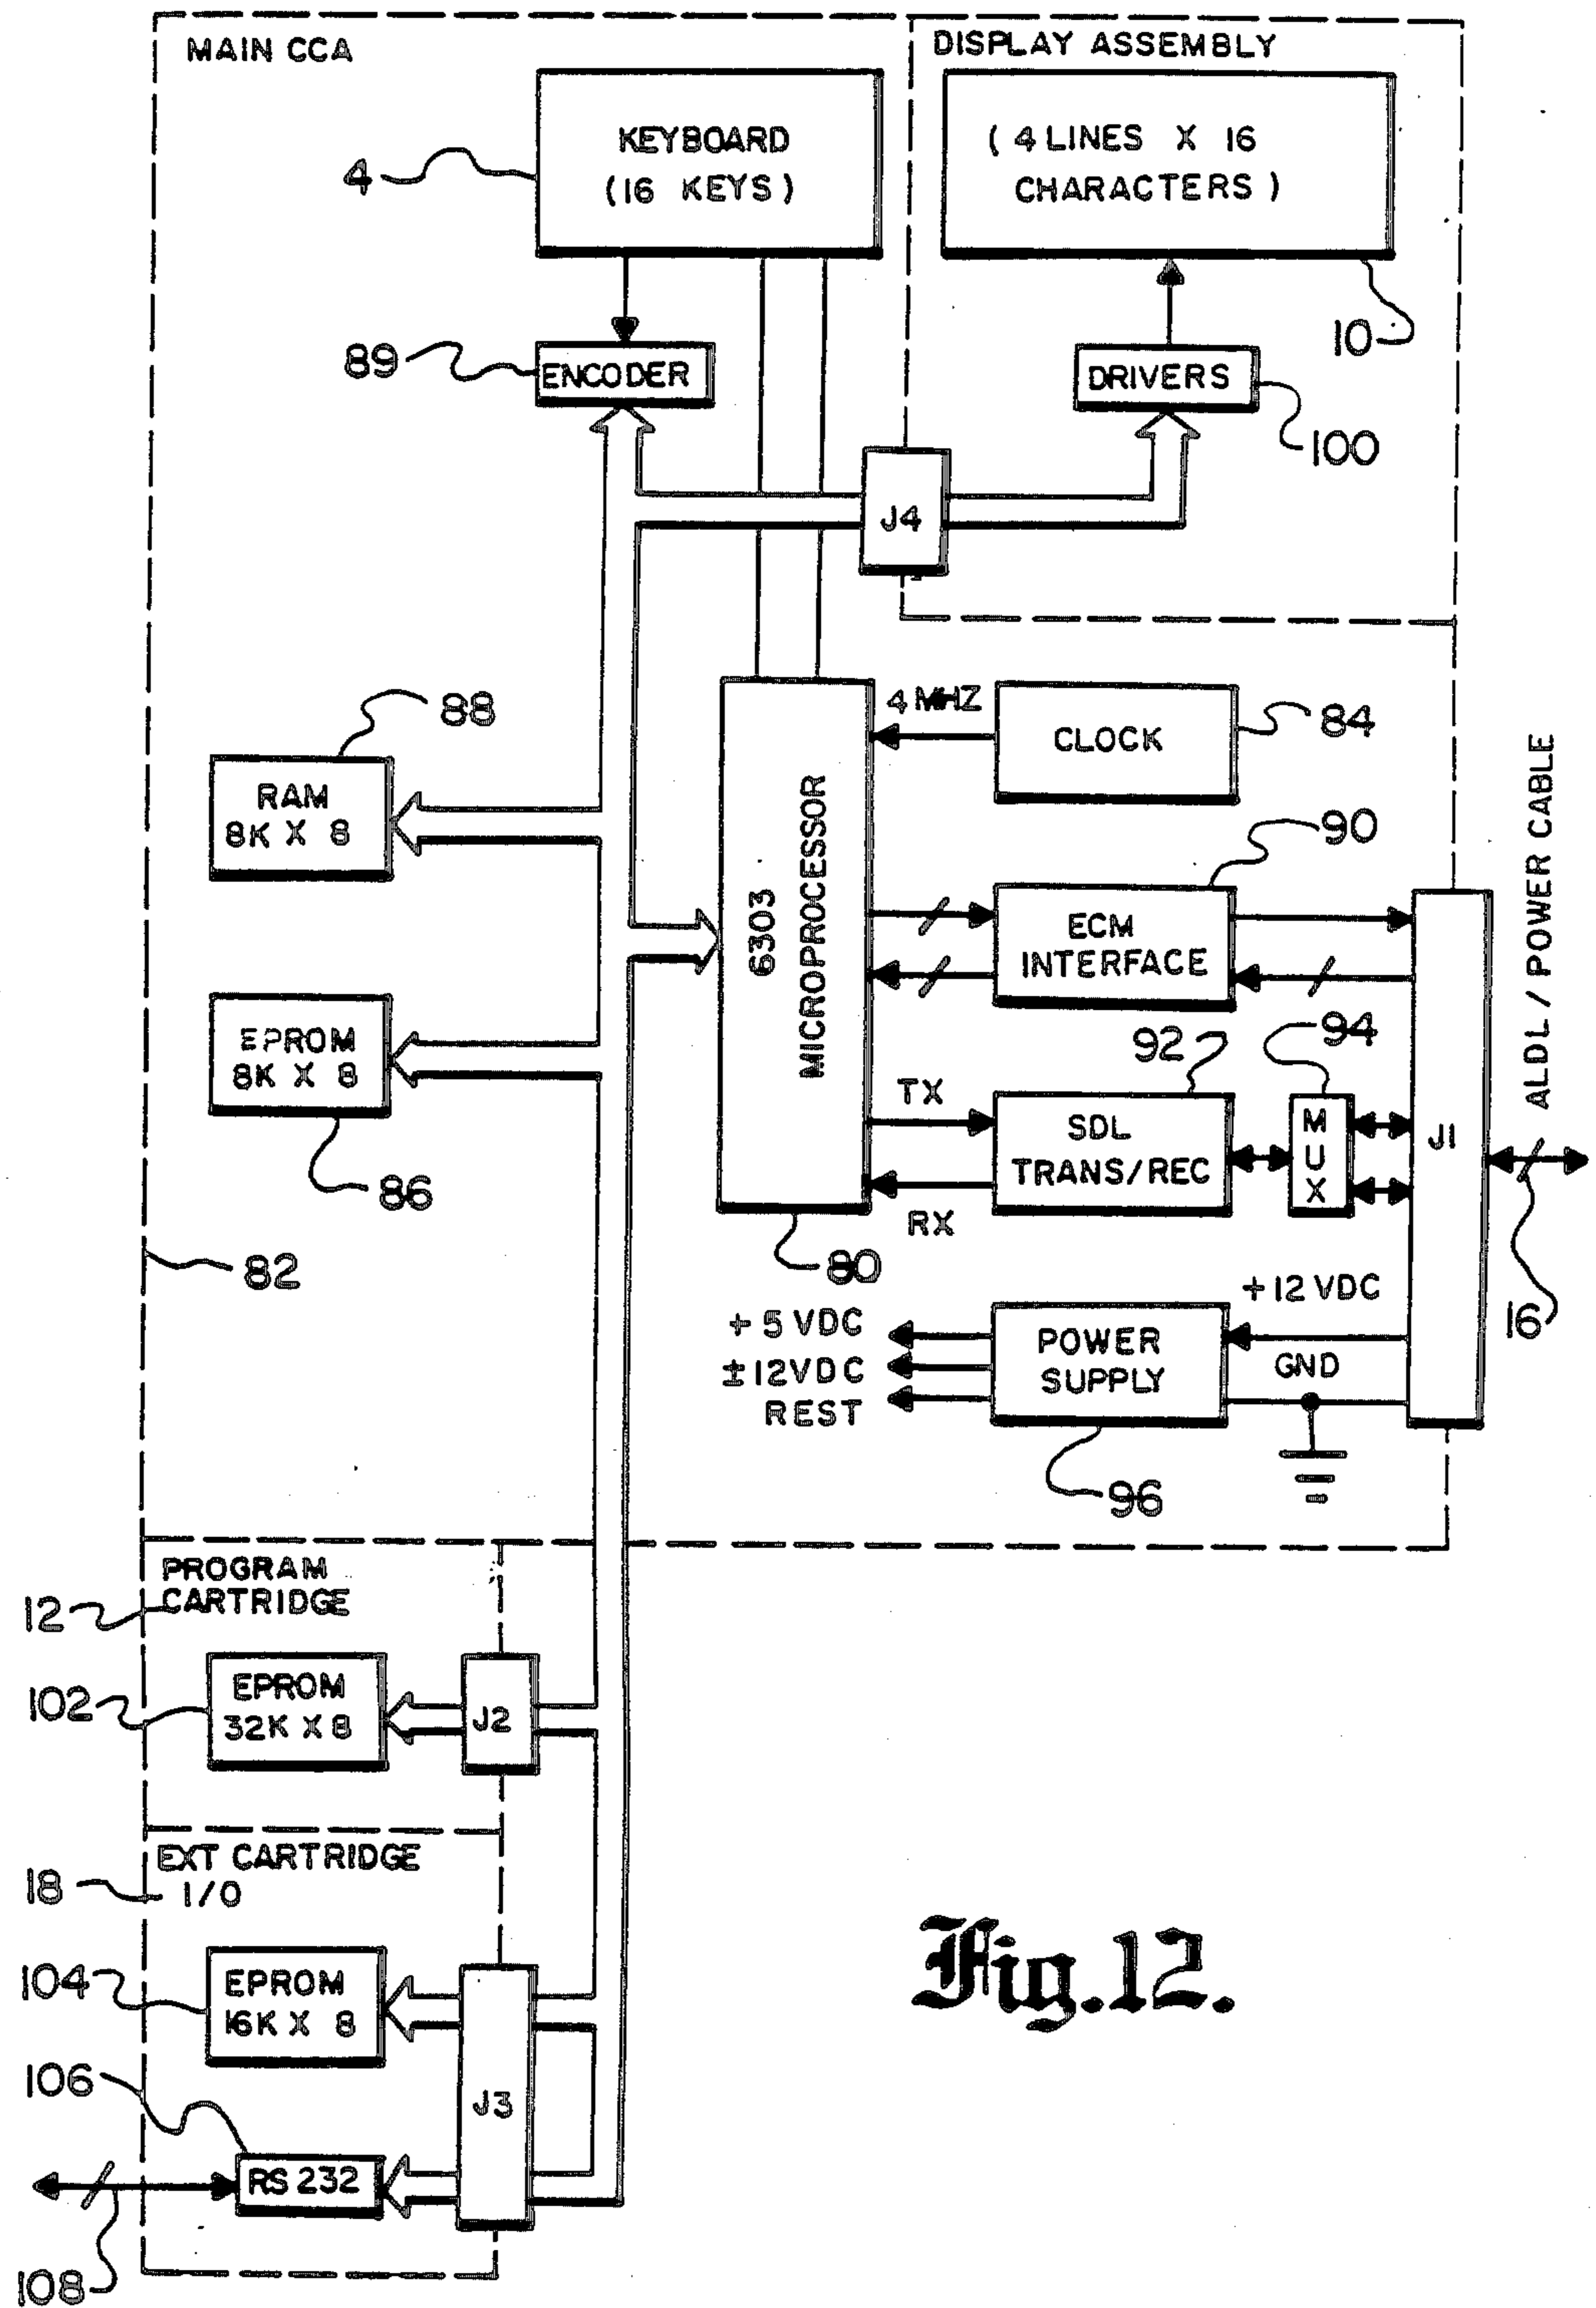 MAIN CCA
DISPLAY ASSEMBLY
KEYBOARD
(16 KEYS)
(4 LINES X 16
CHARACTERS)
4
10
89
ENCODER
DRIVERS
100
J4
88
RAM
8K X 8
4 MHZ
CLOCK
84
6303
MICROPROCESSOR
90
ECM
INTERFACE
ALDL / POWER CABLE
EPROM
8K X 8
86
92
94
TX
SDL
TRANS/REC
RX
MUX
J1
80
82
16
+ 5 VDC
± 12VDC
REST
POWER
SUPPLY
+12 VDC
GND
96
PROGRAM
CARTRIDGE
12
102
EPROM
32K X 8
J2
EXT CARTRIDGE
I/O
18
104
EPROM
16K X 8
J3
106
RS 232
108
Fig.12.